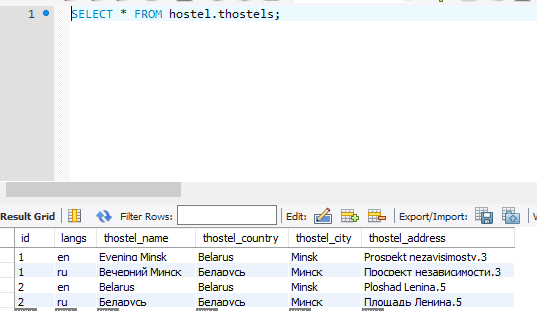 1 SELECT * FROM hostel.thostels;
Result Grid Filter Rows: Edit: Export/Import:
id langs thostel_name thostel_country thostel_city thostel_address
1 en Evening Minsk Belarus Minsk Prospekt nezavisimosty,3
1 ru Вечерний Минск Беларусь Минск Проспект независимости,3
2 en Belarus Belarus Minsk Ploshad Lenina,5
2 ru Беларусь Беларусь Минск Площадь Ленина,5